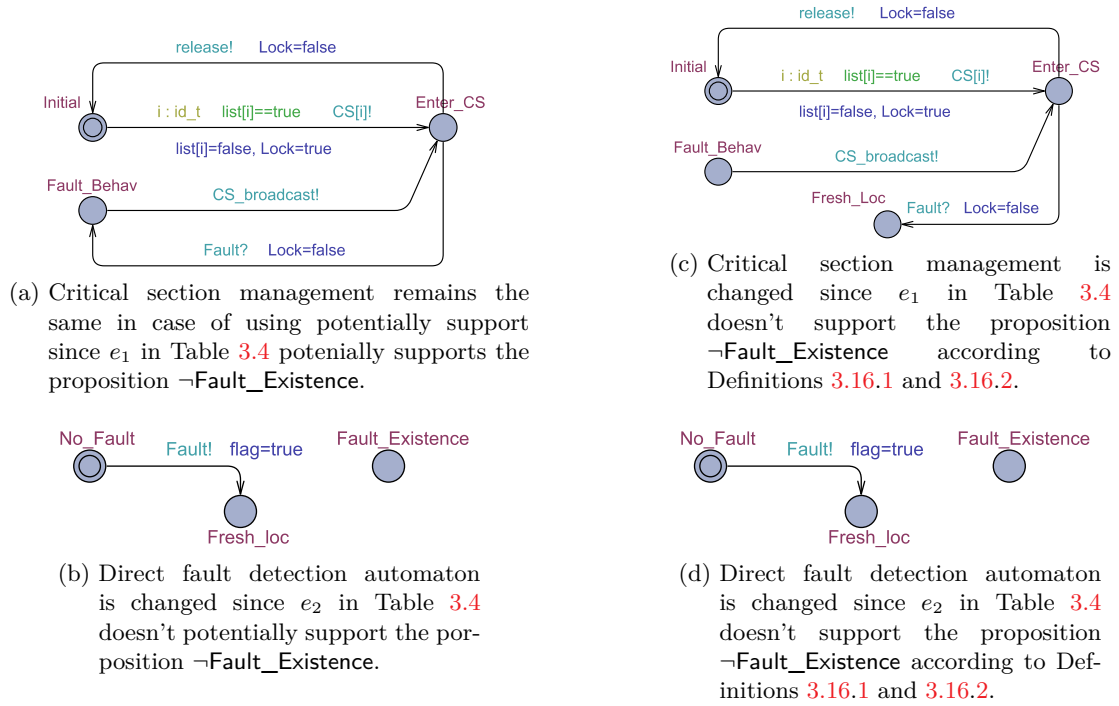 release! Lock=false
Initial
Enter_CS
i : id_t list[i]==true CS[i]!
list[i]=false, Lock=true
Fault_Behav
CS_broadcast!
Fault? Lock=false
(a) Critical section management remains the
same in case of using potentially support
since e1 in Table 3.4 potenially supports the
proposition ¬Fault_Existence.
No_Fault
Fault! flag=true
Fault_Existence
Fresh_loc
(b) Direct fault detection automaton
is changed since e2 in Table 3.4
doesn't potentially support the por-
position ¬Fault_Existence.
release! Lock=false
Initial
Enter_CS
i : id_t list[i]==true CS[i]!
list[i]=false, Lock=true
Fault_Behav
CS_broadcast!
Fresh_Loc
Fault? Lock=false
(c) Critical section management is
changed since e1 in Table 3.4
doesn't support the proposition
¬Fault_Existence according to
Definitions 3.16.1 and 3.16.2.
No_Fault
Fault! flag=true
Fault_Existence
Fresh_loc
(d) Direct fault detection automaton
is changed since e2 in Table 3.4
doesn't support the proposition
¬Fault_Existence according to Def-
initions 3.16.1 and 3.16.2.